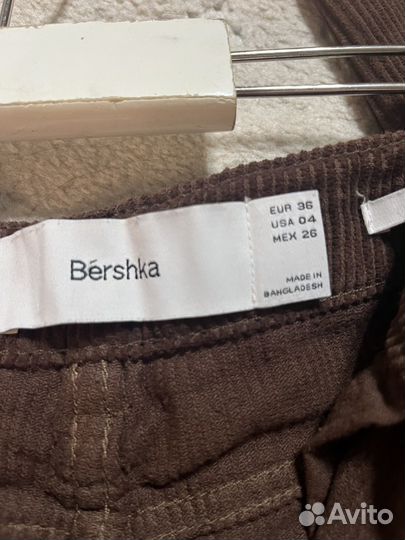 Bershka
EUR 36
USA 04
MEX 26
MADE IN
BANGLADESH
Avito